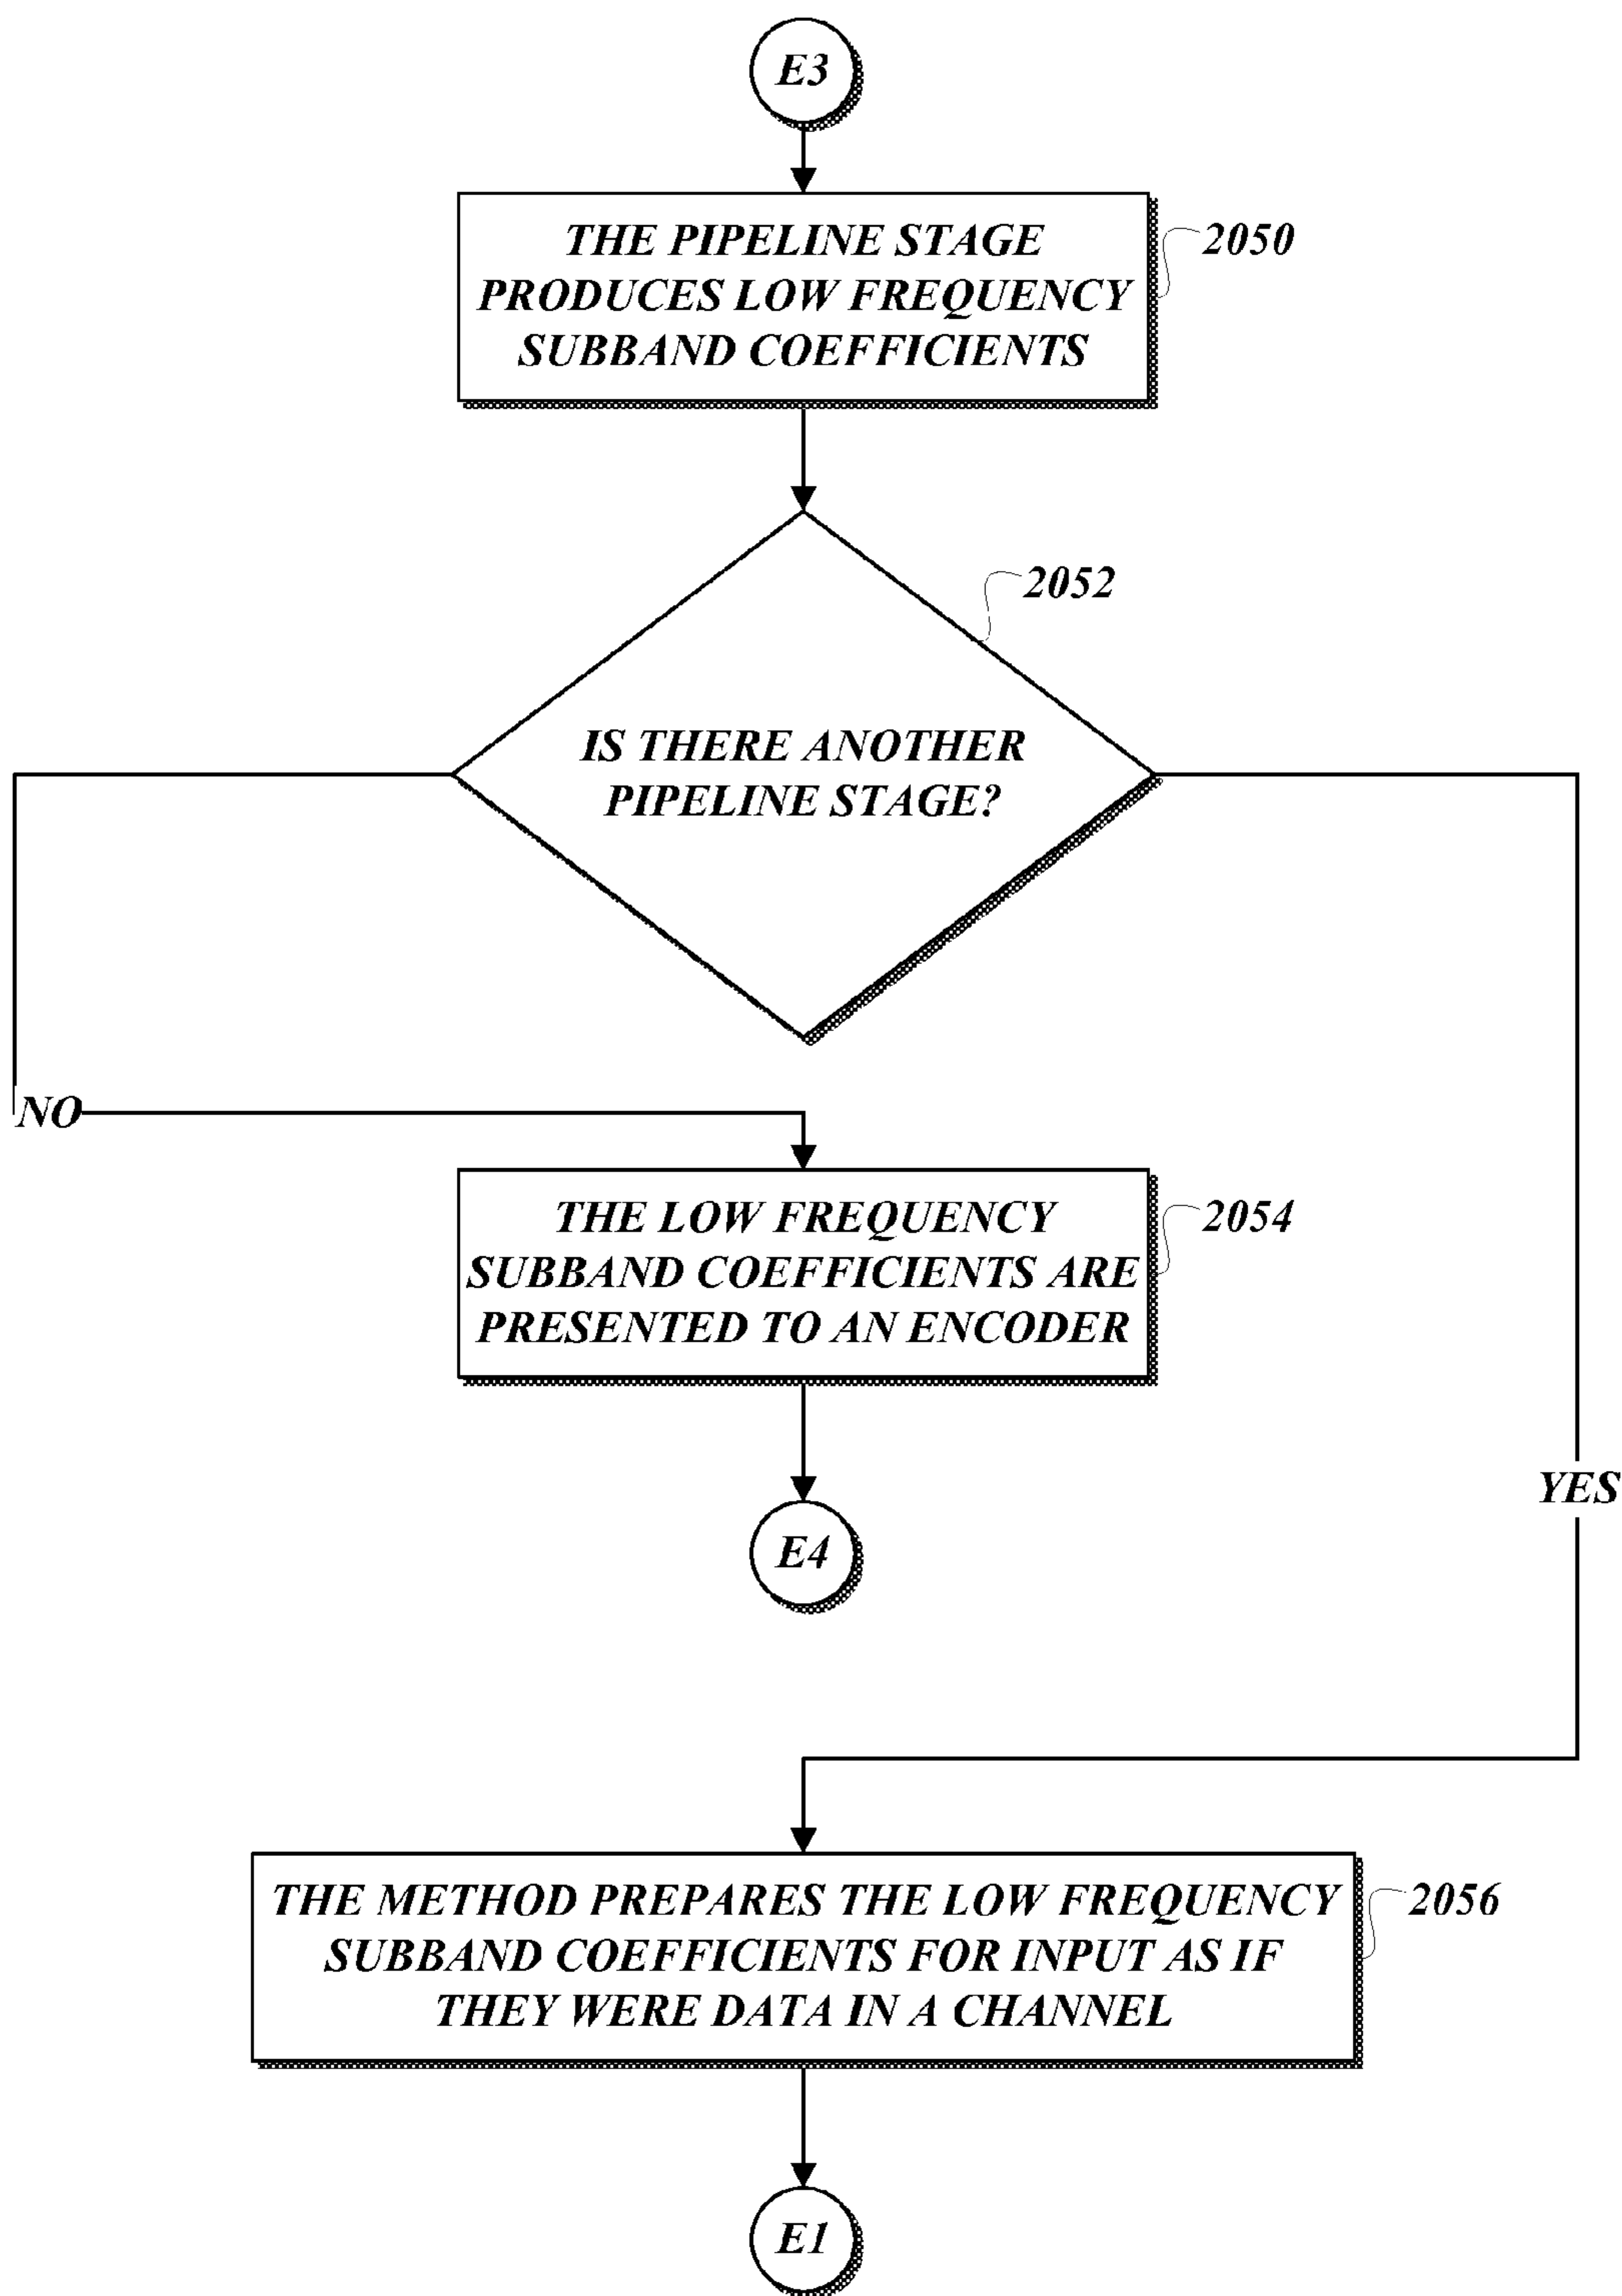 E3
THE PIPELINE STAGE
PRODUCES LOW FREQUENCY
SUBBAND COEFFICIENTS
2050
2052
IS THERE ANOTHER
PIPELINE STAGE?
NO
THE LOW FREQUENCY
SUBBAND COEFFICIENTS ARE
PRESENTED TO AN ENCODER
2054
YES
E4
THE METHOD PREPARES THE LOW FREQUENCY
SUBBAND COEFFICIENTS FOR INPUT AS IF
THEY WERE DATA IN A CHANNEL
2056
E1